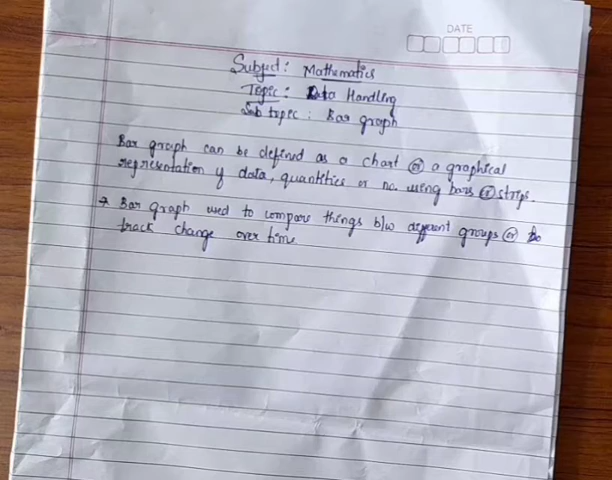 DATE
Subject: Mathematics
Topic: Data Handling
Sub topic: Bar graph
Bar graph can be defined as a chart or a graphical
representation of data, quantities or no. using bars or strips.
→ Bar graph used to compare things b/w different groups or to
track change over time